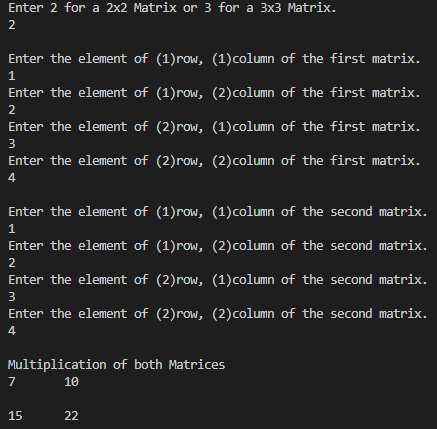 Enter 2 for a 2x2 Matrix or 3 for a 3x3 Matrix.
2
Enter the element of (1)row, (1)column of the first matrix.
1
Enter the element of (1)row, (2)column of the first matrix.
2
Enter the element of (2)row, (1)column of the first matrix.
3
Enter the element of (2)row, (2)column of the first matrix.
4
Enter the element of (1)row, (1)column of the second matrix.
1
Enter the element of (1)row, (2)column of the second matrix.
2
Enter the element of (2)row, (1)column of the second matrix.
3
Enter the element of (2)row, (2)column of the second matrix.
4
Multiplication of both Matrices
7 10
15 22